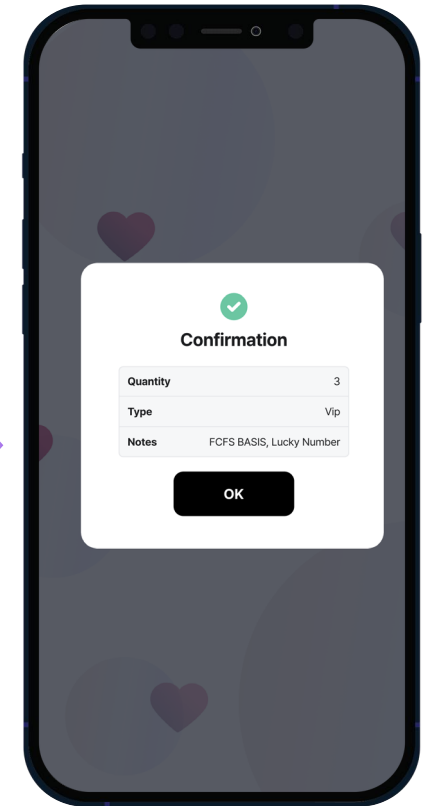 Confirmation
Quantity 3
Type Vip
Notes FCFS BASIS, Lucky Number
OK